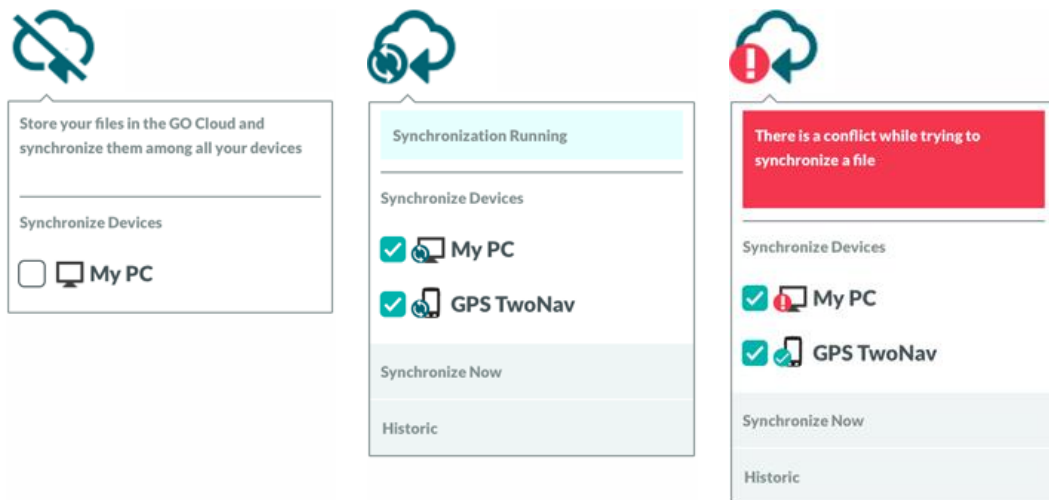 Store your files in the GO Cloud and
synchronize them among all your devices
Synchronize Devices
My PC
Synchronization Running
Synchronize Devices
My PC
GPS TwoNav
Synchronize Now
Historic
There is a conflict while trying to
synchronize a file
Synchronize Devices
My PC
GPS TwoNav
Synchronize Now
Historic